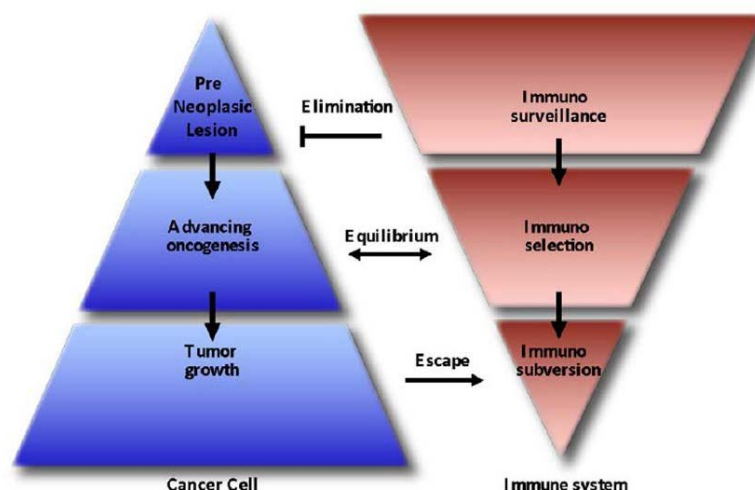 Pre
Neoplasic
Lesion
Elimination
Immuno
surveillance
Advancing
oncogenesis
Equilibrium
Immuno
selection
Tumor
growth
Escape
Immuno
subversion
Cancer Cell
Immune system